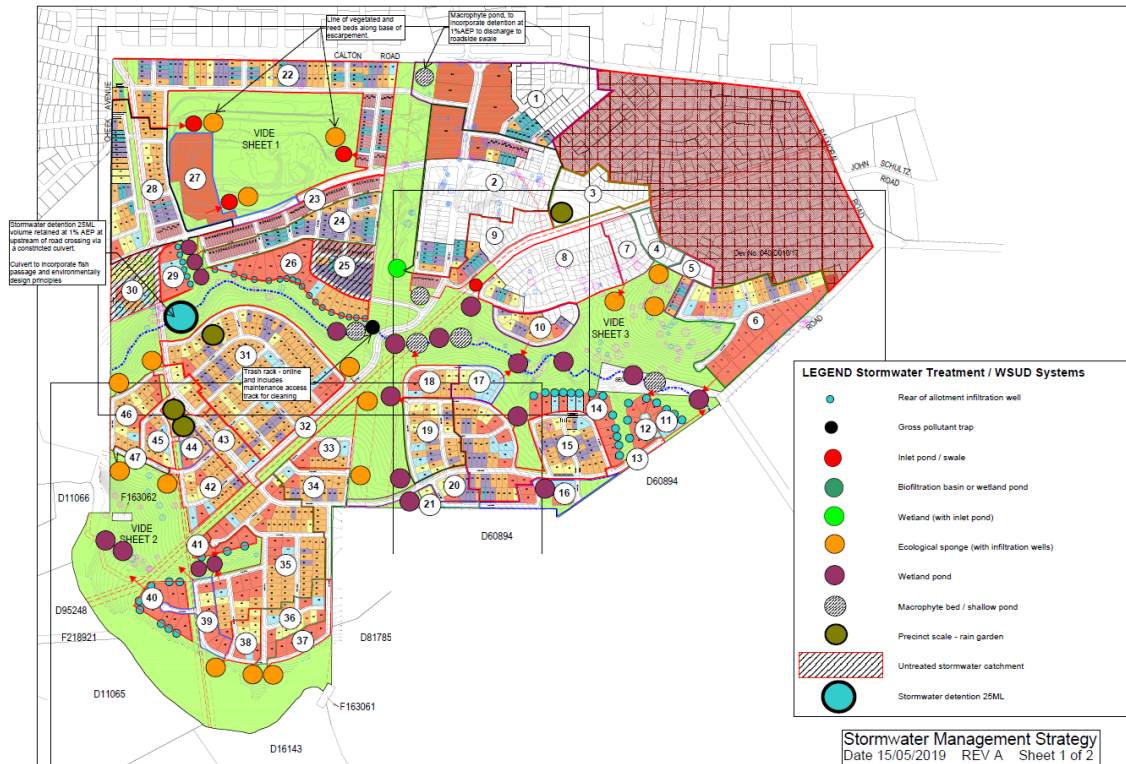 Line of vegetated and
reed beds along base of
escarpment.
Macrophyte pond, to
incorporate detention at
1%AEP to discharge to
roadside swale
CALTON ROAD
CHEEK AVENUE
22
1
VIDE
SHEET 1
27
28
23
24
2
3
9
8
7
4
5
6
BALMORAL
ROAD
JOHN SCHULTZ
ROAD
Dev No. 040D010/17
Stormwater detention 25ML
volume retained at 1% AEP at
upstream of road crossing via
a constricted culvert.
Culvert to incorporate fish
passage and environmentally
design principles
29
26
25
30
10
VIDE
SHEET 3
ROAD
31
Trash rack - online
and includes
maintenance access
track for cleaning
18
17
14
11
12
13
15
16
19
20
21
46
45
44
43
32
33
47
42
34
D11066
F163062
VIDE
SHEET 2
D60894
D60894
41
35
40
39
36
38
37
D95248
F218921
D81785
D11065
F163061
D16143
LEGEND Stormwater Treatment / WSUD Systems
Rear of allotment infiltration well
Gross pollutant trap
Inlet pond / swale
Biofiltration basin or wetland pond
Wetland (with inlet pond)
Ecological sponge (with infiltration wells)
Wetland pond
Macrophyte bed / shallow pond
Precinct scale - rain garden
Untreated stormwater catchment
Stormwater detention 25ML
Stormwater Management Strategy
Date 15/05/2019 REV A Sheet 1 of 2